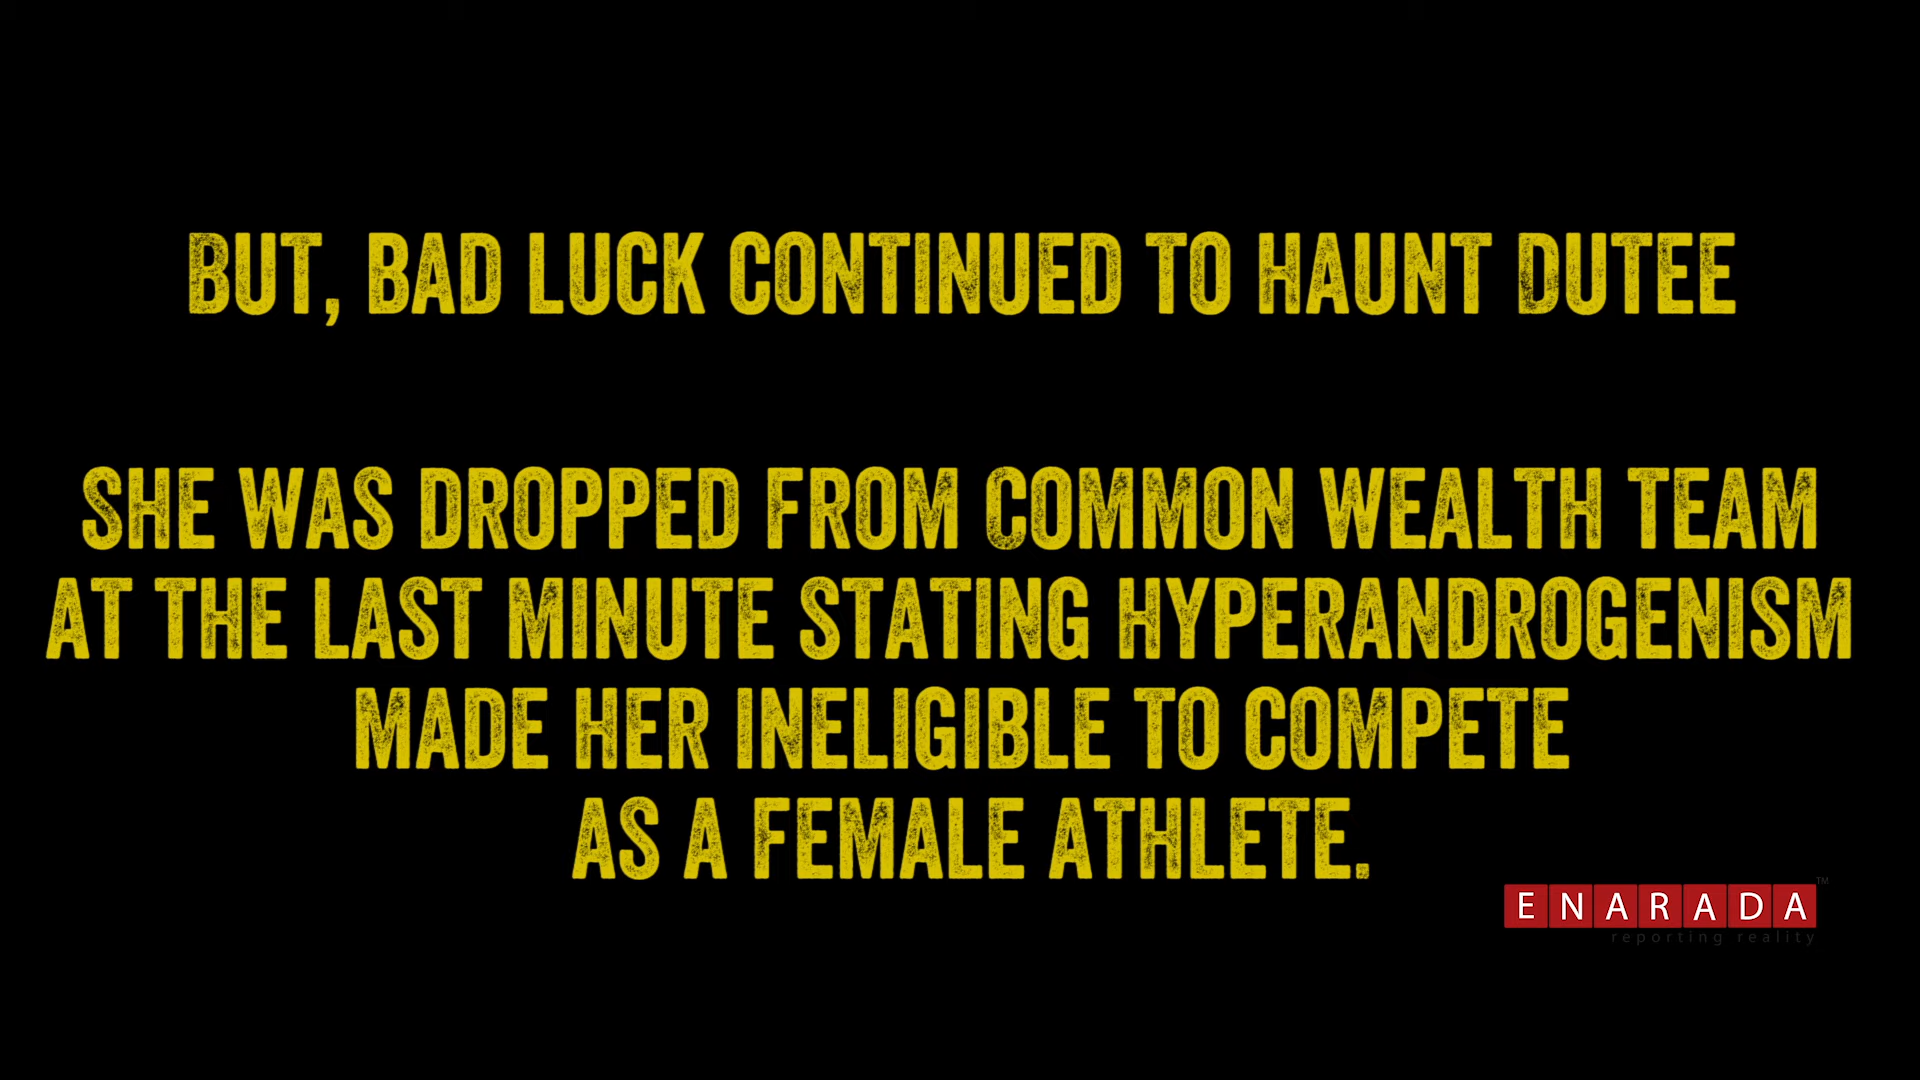 BUT, BAD LUCK CONTINUED TO HAUNT DUTEE
SHE WAS DROPPED FROM COMMON WEALTH TEAM
AT THE LAST MINUTE STATING HYPERANDROGENISM
MADE HER INELIGIBLE TO COMPETE
AS A FEMALE ATHLETE.
ENARADA™
reporting reality